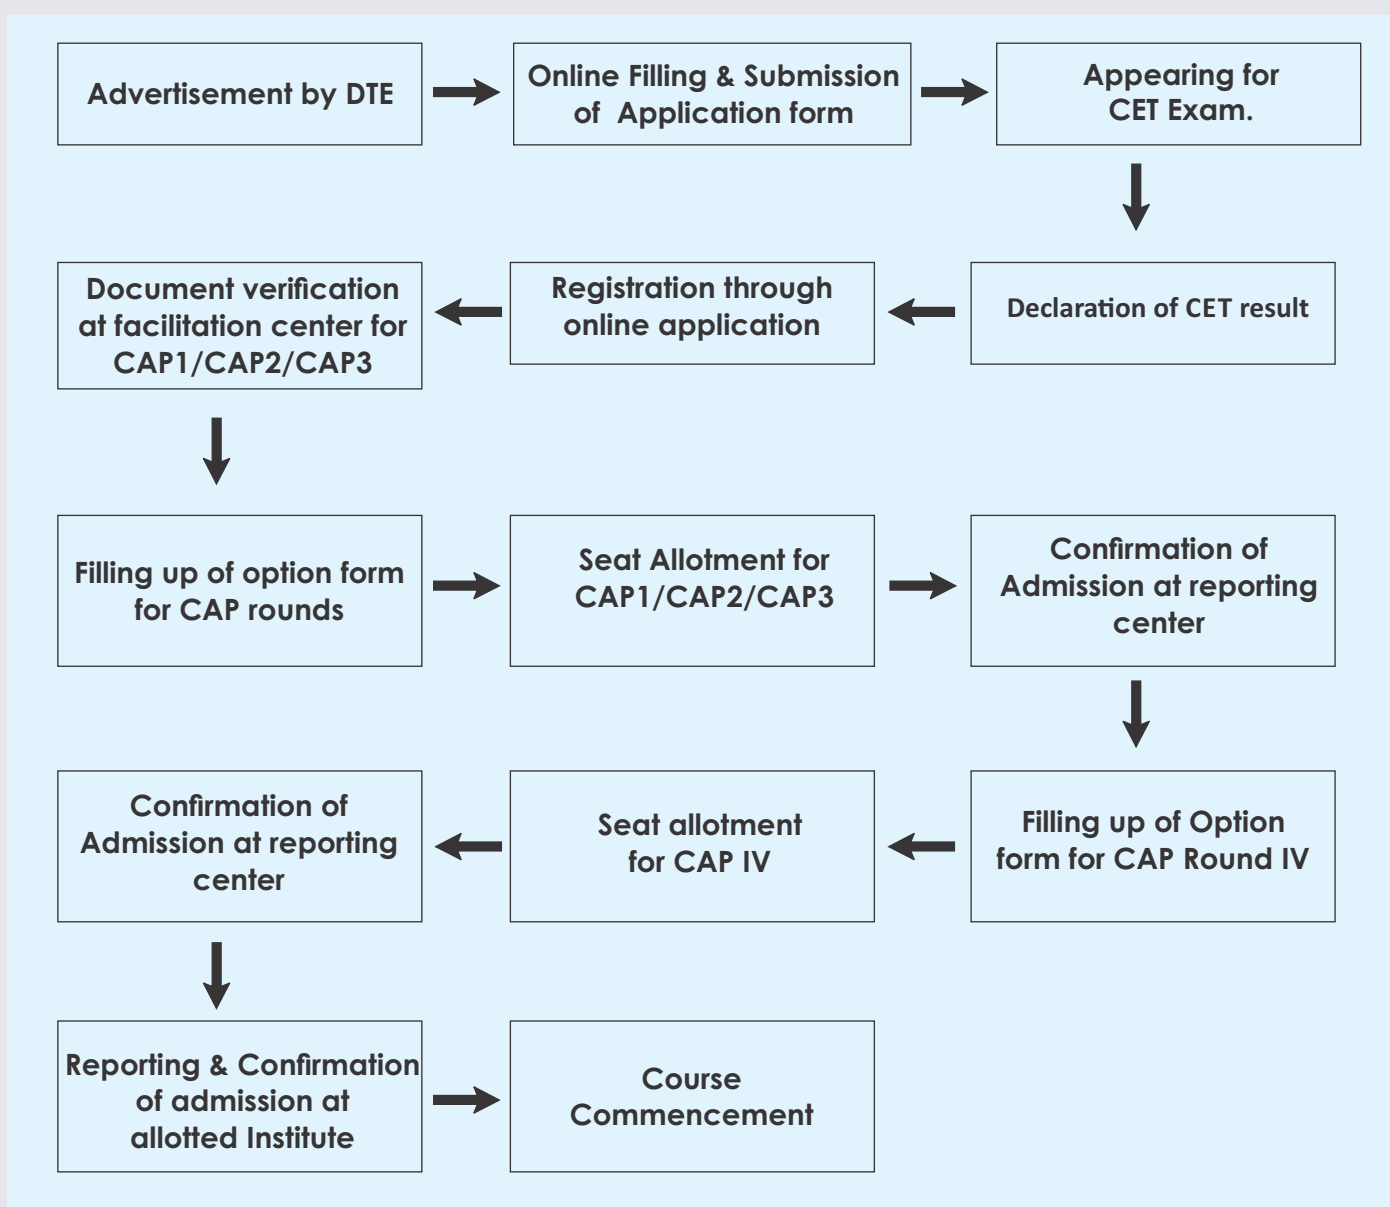 Advertisement by DTE
Online Filling & Submission
of Application form
Appearing for
CET Exam.
Declaration of CET result
Registration through
online application
Document verification
at facilitation center for
CAP1/CAP2/CAP3
Filling up of option form
for CAP rounds
Seat Allotment for
CAP1/CAP2/CAP3
Confirmation of
Admission at reporting
center
Filling up of Option
form for CAP Round IV
Seat allotment
for CAP IV
Confirmation of
Admission at reporting
center
Reporting & Confirmation
of admission at
allotted Institute
Course
Commencement